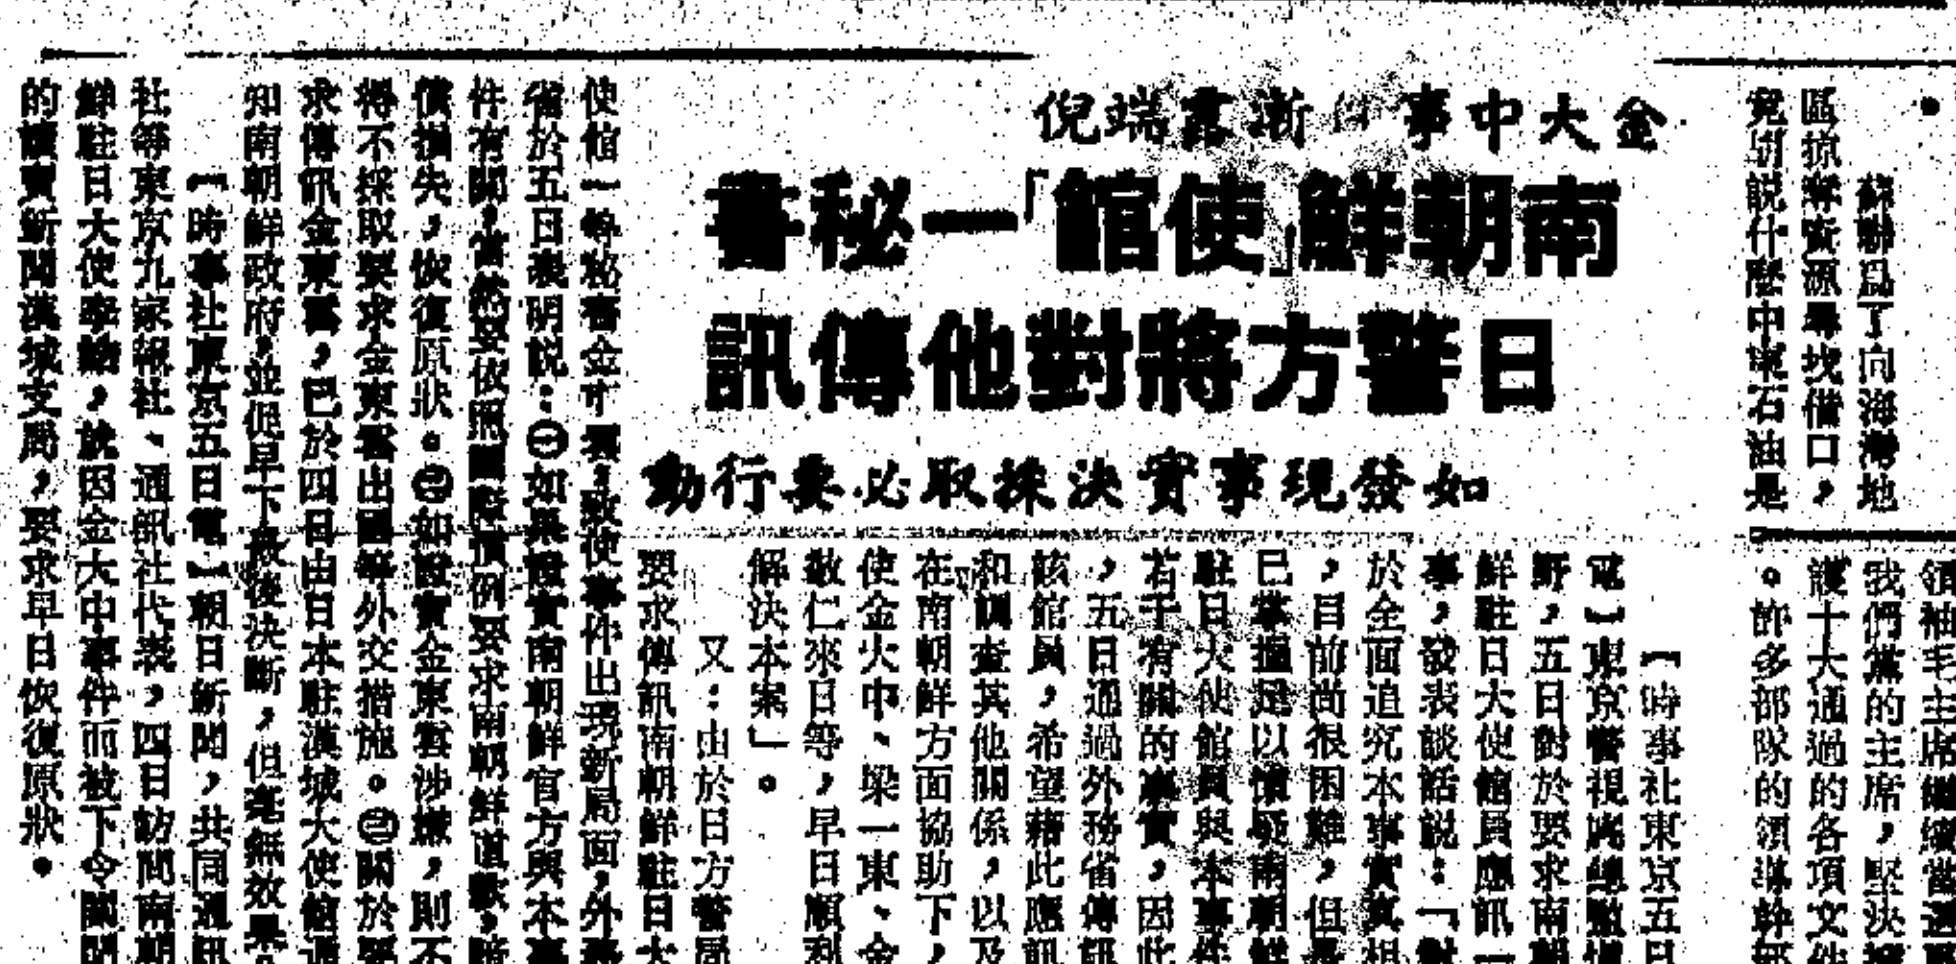 金大中事件漸露端倪
南朝鮮「使館」一秘書
日警方將對他傳訊
如發現事實決採取必要行動
【時事社東京五日
電】東京警視廳總監
野，五日對於要求南朝
鮮駐日大使館員應訊一
事，發表談話說：「對
於全面追究本事實真相
，目前尚很困難，但是
已掌握足以懷疑南朝鮮
駐日大使館員與本事件
若干有關的事實，因此
，五日通過外務省傳訊
該館員，希望藉此應訊
和調查其他關係，以及
在南朝鮮方面協助下，
使金大中、梁一東、金
敬仁來日等，早日順利
解決本案」。
又：由於日方警局
要求傳訊南朝鮮駐日大
使館一等秘書金東雲，致使事件出現新局面，外務
省於五日表明說：㊀如果證實南朝鮮官方與本事
件有關，當然要依照國際慣例要求南朝鮮道歉，賠
償損失，恢復原狀。㊁如證實金東雲涉嫌，則不
得不採取要求金東雲出國等外交措施。㊂關於要
求傳訊金東雲，已於四日由日本駐漢城大使館通
知南朝鮮政府，並促早下最後決斷，但毫無效果。
【時事社東京五日電】朝日新聞，共同通訊
社等東京九家報社、通訊社代表，四日訪問南朝
鮮駐日大使李澔，就因金大中事件而被下令關閉
的讀賣新聞漢城支局，要求早日恢復原狀。
蘇聯爲了向海灣地
區掠奪資源尋找借口，
竟胡說什麼中東石油是
領袖毛主席繼續當選
我們黨的主席，堅決擁
護十大通過的各項文件
。許多部隊的領導幹部